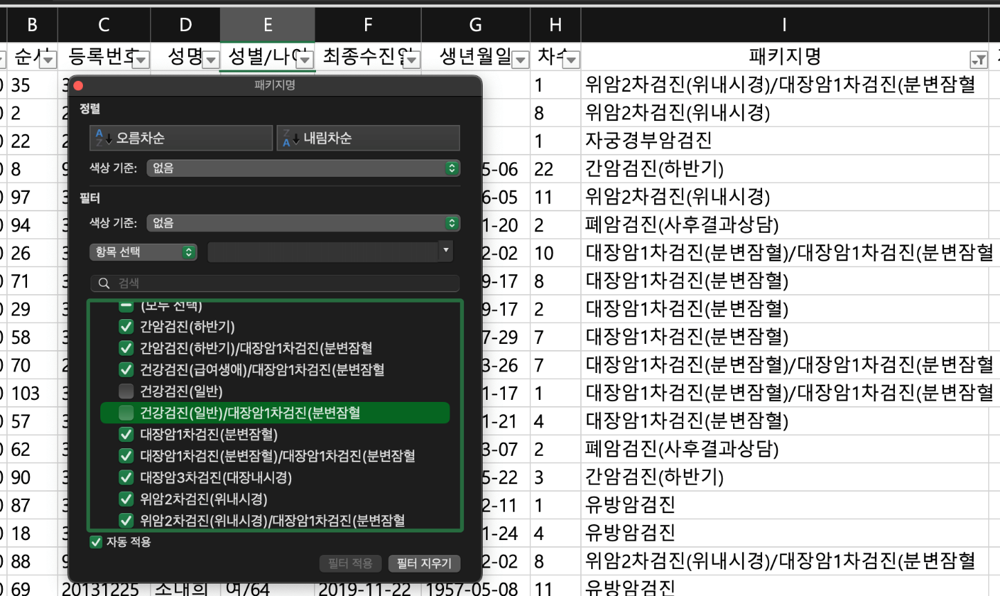 B C D E F G H I
순서 등록번호 성명 성별/나이 최종수진일 생년월일 차수 패키지명
35 1 위암2차검진(위내시경)/대장암1차검진(분변잠혈
2 8 위암2차검진(위내시경)
22 1 자궁경부암검진
8 5-06 22 간암검진(하반기)
97 6-05 11 위암2차검진(위내시경)
94 1-20 2 폐암검진(사후결과상담)
26 2-02 10 대장암1차검진(분변잠혈)/대장암1차검진(분변잠혈
71 9-17 8 대장암1차검진(분변잠혈)
29 9-17 2 대장암1차검진(분변잠혈)
58 7-29 7 대장암1차검진(분변잠혈)
70 3-26 7 대장암1차검진(분변잠혈)/대장암1차검진(분변잠혈
103 1-17 1 대장암1차검진(분변잠혈)/대장암1차검진(분변잠혈
57 1-21 4 대장암1차검진(분변잠혈)
62 3-07 2 폐암검진(사후결과상담)
90 5-22 3 간암검진(하반기)
87 2-11 1 유방암검진
18 1-24 4 유방암검진
88 2-02 8 위암2차검진(위내시경)/대장암1차검진(분변잠혈
69 20131225 소내희 여/64 2019-11-22 1957-05-08 11 유방암검진
패키지명
정렬
오름차순 내림차순
색상 기준: 없음
필터
색상 기준: 없음
항목 선택
검색
(모두 선택)
간암검진(하반기)
간암검진(하반기)/대장암1차검진(분변잠혈
건강검진(급여생애)/대장암1차검진(분변잠혈
건강검진(일반)
건강검진(일반)/대장암1차검진(분변잠혈
대장암1차검진(분변잠혈)
대장암1차검진(분변잠혈)/대장암1차검진(분변잠혈
대장암3차검진(대장내시경)
위암2차검진(위내시경)
위암2차검진(위내시경)/대장암1차검진(분변잠혈
자동 적용
필터 적용 필터 지우기